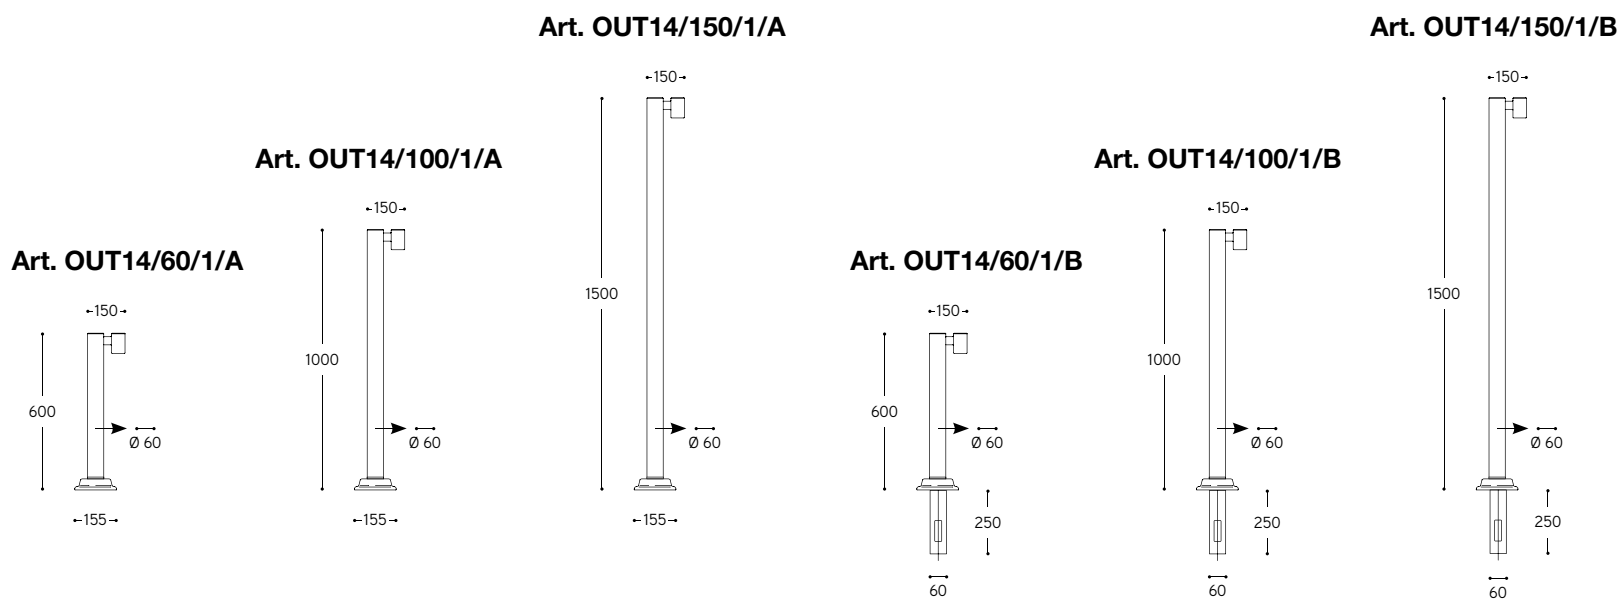 Art. OUT14/150/1/A
Art. OUT14/150/1/B
150
150
Art. OUT14/100/1/A
Art. OUT14/100/1/B
150
150
Art. OUT14/60/1/A
Art. OUT14/60/1/B
1500
1500
150
150
1000
1000
600
600
Ø 60
Ø 60
Ø 60
Ø 60
Ø 60
Ø 60
155
155
155
250
250
250
60
60
60